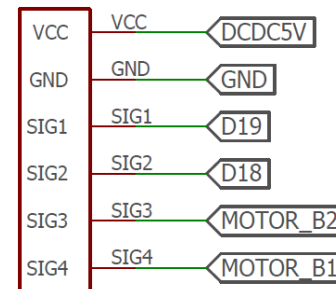 VCC VCC DCDC5V
GND GND GND
SIG1 SIG1 D19
SIG2 SIG2 D18
SIG3 SIG3 MOTOR_B2
SIG4 SIG4 MOTOR_B1